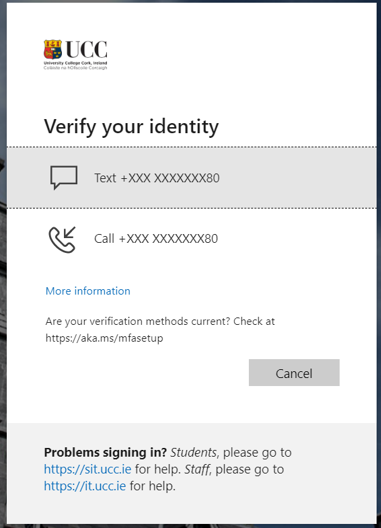 UCC
University College Cork, Ireland
Coláiste na hOllscoile Corcaigh
Verify your identity
Text +XXX XXXXXXX80
Call +XXX XXXXXXX80
More information
Are your verification methods current? Check at
https://aka.ms/mfasetup
Cancel
Problems signing in? Students, please go to
https://sit.ucc.ie for help. Staff, please go to
https://it.ucc.ie for help.